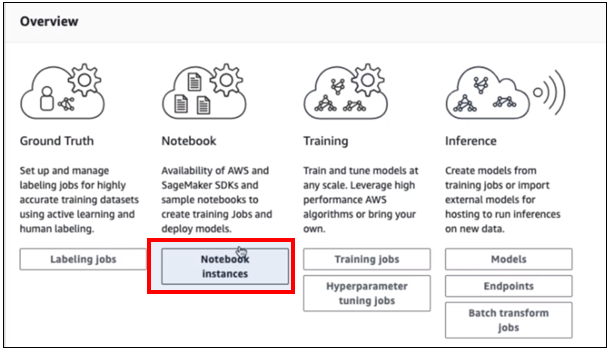 Overview
Ground Truth
Set up and manage
labeling jobs for highly
accurate training datasets
using active learning and
human labeling.
Labeling jobs
Notebook
Availability of AWS and
SageMaker SDKs and
sample notebooks to
create training Jobs and
deploy models.
Notebook
instances
Training
Train and tune models at
any scale. Leverage high
performance AWS
algorithms or bring your
own.
Training jobs
Hyperparameter
tuning jobs
Inference
Create models from
training jobs or import
external models for
hosting to run inferences
on new data.
Models
Endpoints
Batch transform
jobs